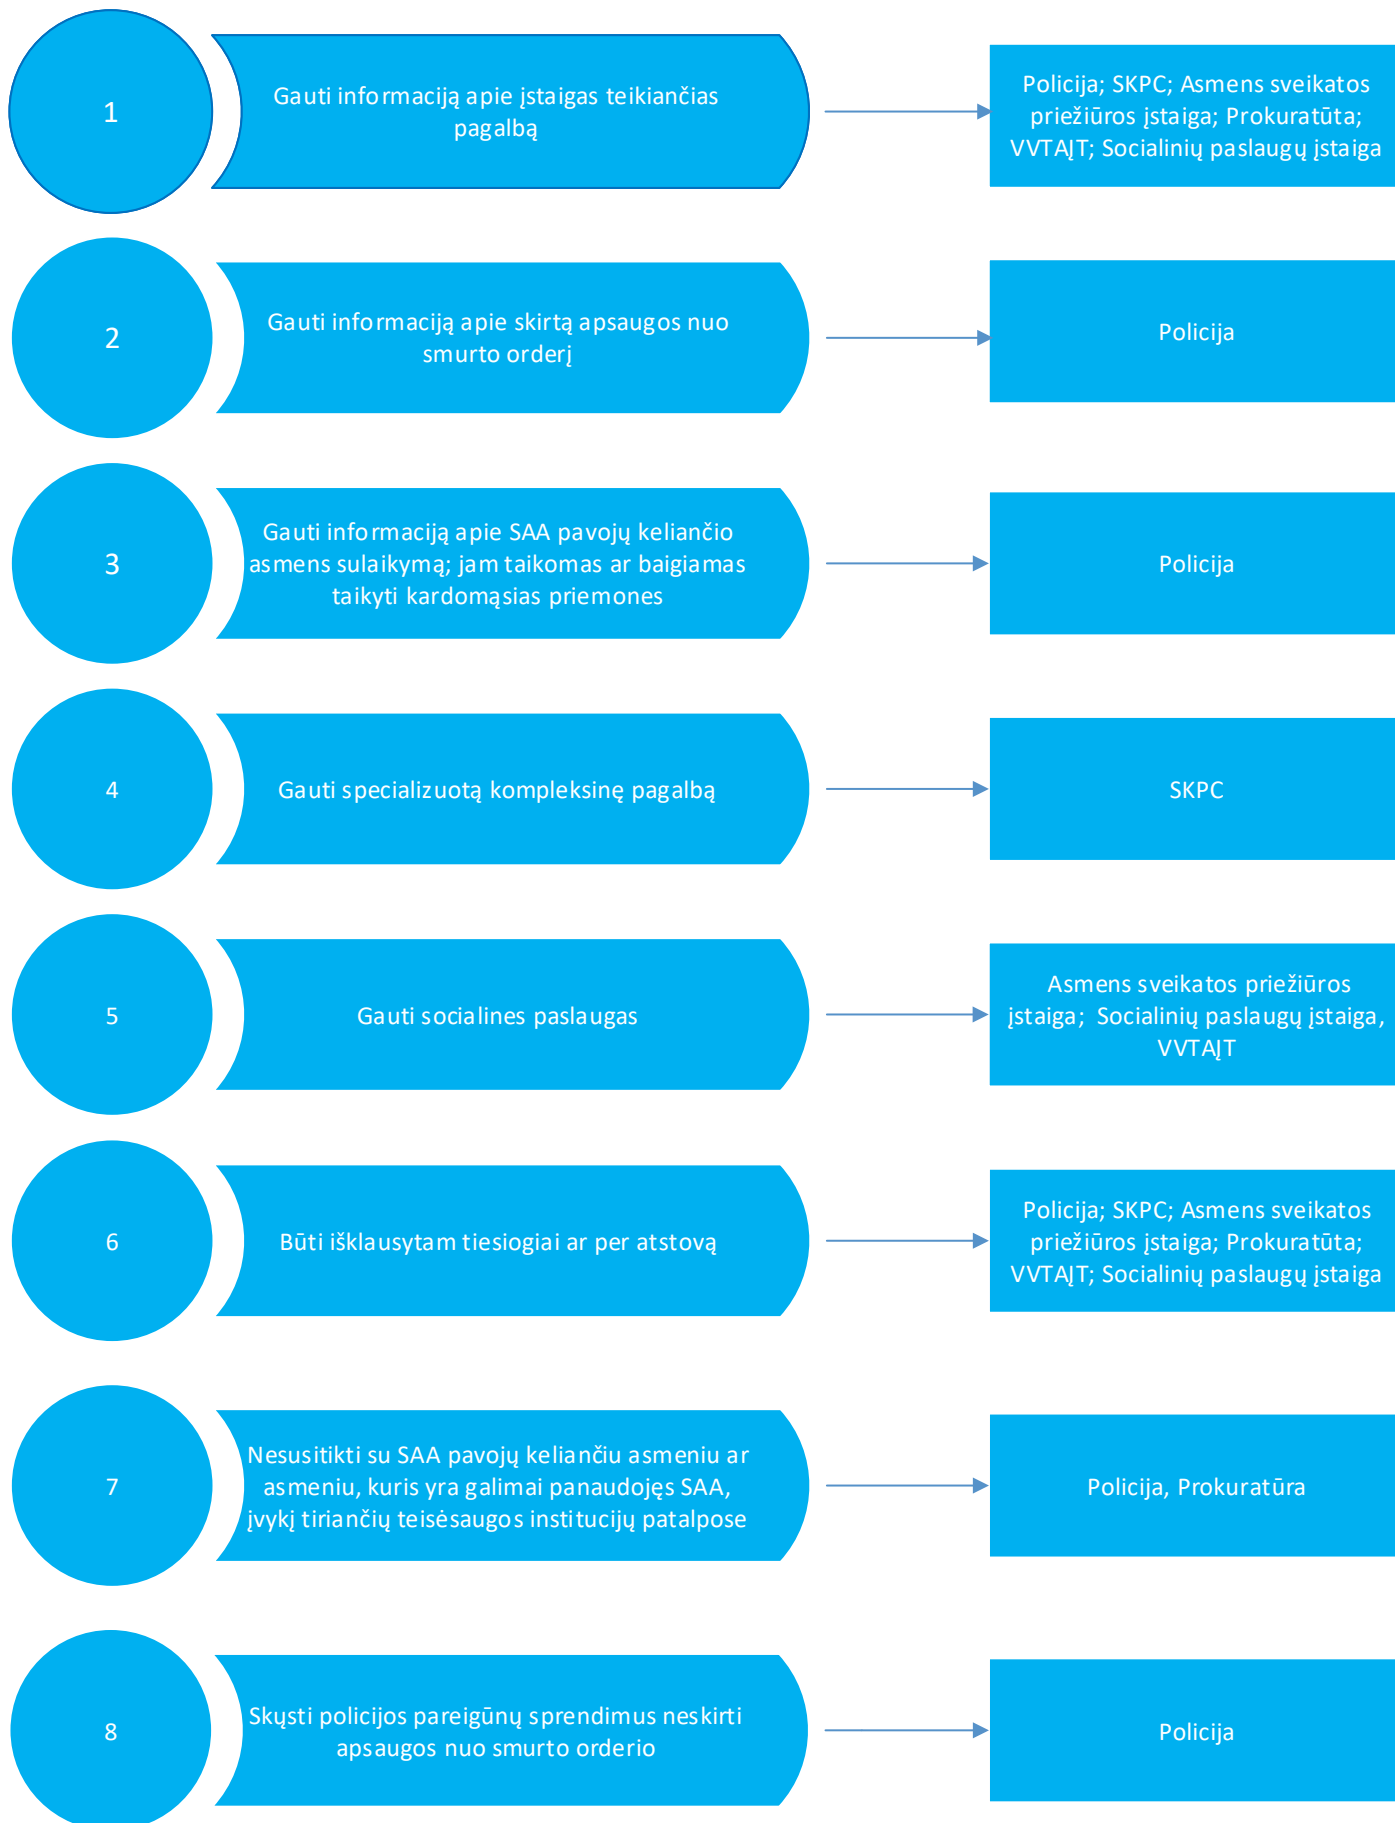 1
Gauti informaciją apie įstaigas teikiančias
pagalbą
Policija; SKPC; Asmens sveikatos
priežiūros įstaiga; Prokuratūta;
VVTAĮT; Socialinių paslaugų įstaiga
2
Gauti informaciją apie skirtą apsaugos nuo
smurto orderį
Policija
3
Gauti informaciją apie SAA pavojų keliančio
asmens sulaikymą; jam taikomas ar baigiamas
taikyti kardomąsias priemones
Policija
4
Gauti specializuotą kompleksinę pagalbą
SKPC
5
Gauti socialines paslaugas
Asmens sveikatos priežiūros
įstaiga; Socialinių paslaugų įstaiga,
VVTAĮT
6
Būti išklausytam tiesiogiai ar per atstovą
Policija; SKPC; Asmens sveikatos
priežiūros įstaiga; Prokuratūta;
VVTAĮT; Socialinių paslaugų įstaiga
7
Nesusitikti su SAA pavojų keliančiu asmeniu ar
asmeniu, kuris yra galimai panaudojęs SAA,
įvykį tiriančių teisėsaugos institucijų patalpose
Policija, Prokuratūra
8
Skųsti policijos pareigūnų sprendimus neskirti
apsaugos nuo smurto orderio
Policija